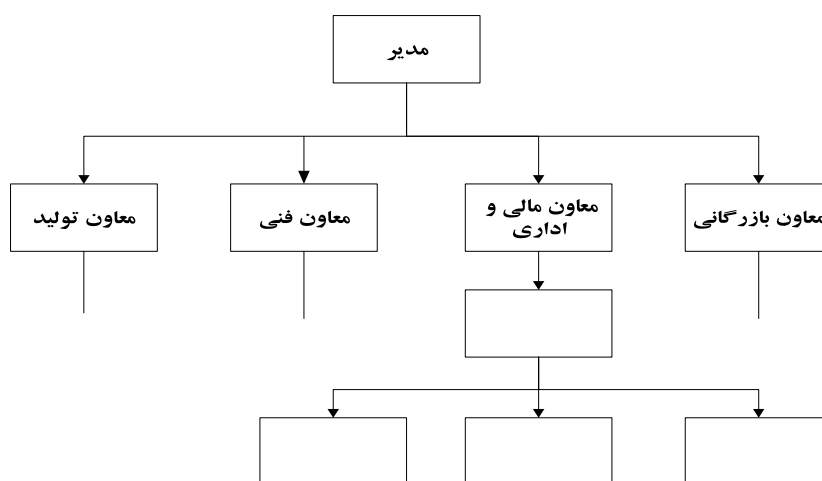 مدیر
معاون بازرگانی
معاون مالی و
اداری
معاون فنی
معاون تولید